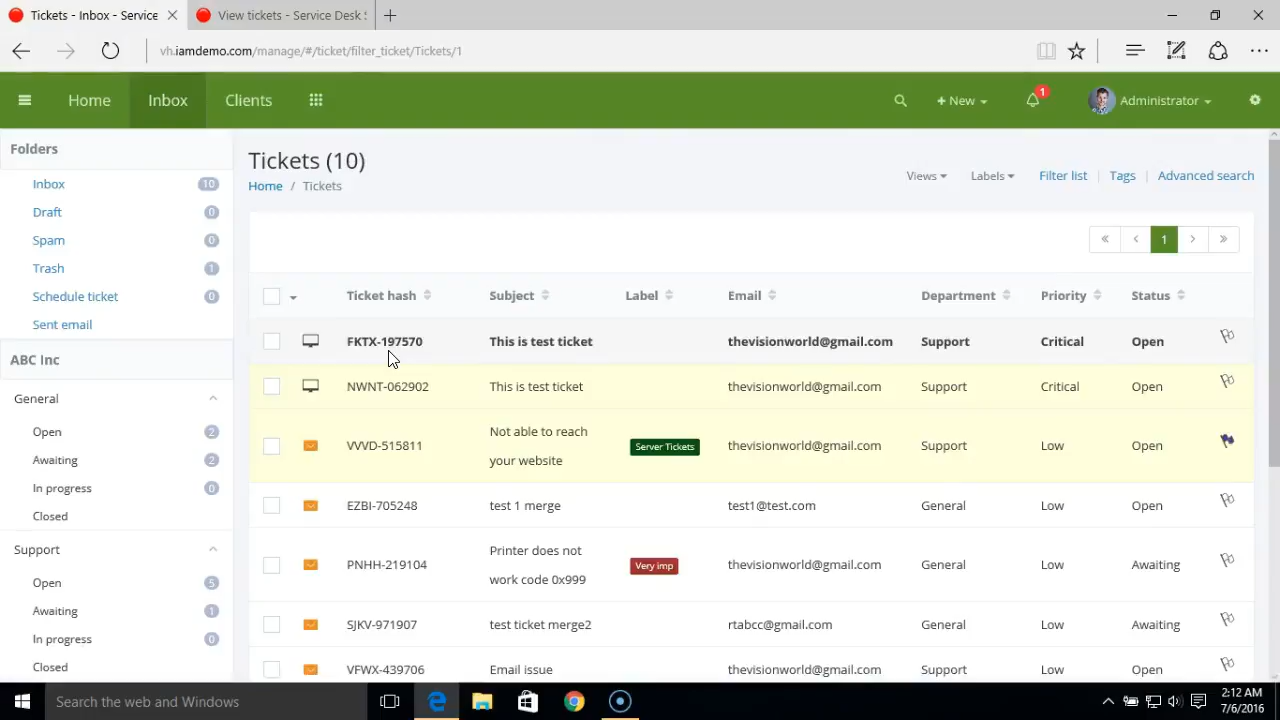 Tickets - Inbox - Service
View tickets - Service Desk
vh.iamdemo.com/manage/#/ticket/filter_ticket/Tickets/1
Home Inbox Clients + New 1 Administrator
Folders
Inbox 10
Draft 0
Spam 0
Trash 1
Schedule ticket 0
Sent email
ABC Inc
General
Open 2
Awaiting 2
In progress 0
Closed
Support
Open 5
Awaiting 1
In progress 0
Closed
Tickets (10)
Home / Tickets
Views Labels Filter list | Tags | Advanced search
« ‹ 1 › »
Ticket hash Subject Label Email Department Priority Status
FKTX-197570 This is test ticket thevisionworld@gmail.com Support Critical Open
NWNT-062902 This is test ticket thevisionworld@gmail.com Support Critical Open
VVVD-515811 Not able to reach your website Server Tickets thevisionworld@gmail.com Support Low Open
EZBI-705248 test 1 merge test1@test.com General Low Open
PNHH-219104 Printer does not work code 0x999 Very imp thevisionworld@gmail.com General Low Awaiting
SJKV-971907 test ticket merge2 rtabcc@gmail.com General Low Awaiting
VFWX-439706 Email issue thevisionworld@gmail.com Support Low Open
Search the web and Windows
2:12 AM
7/6/2016